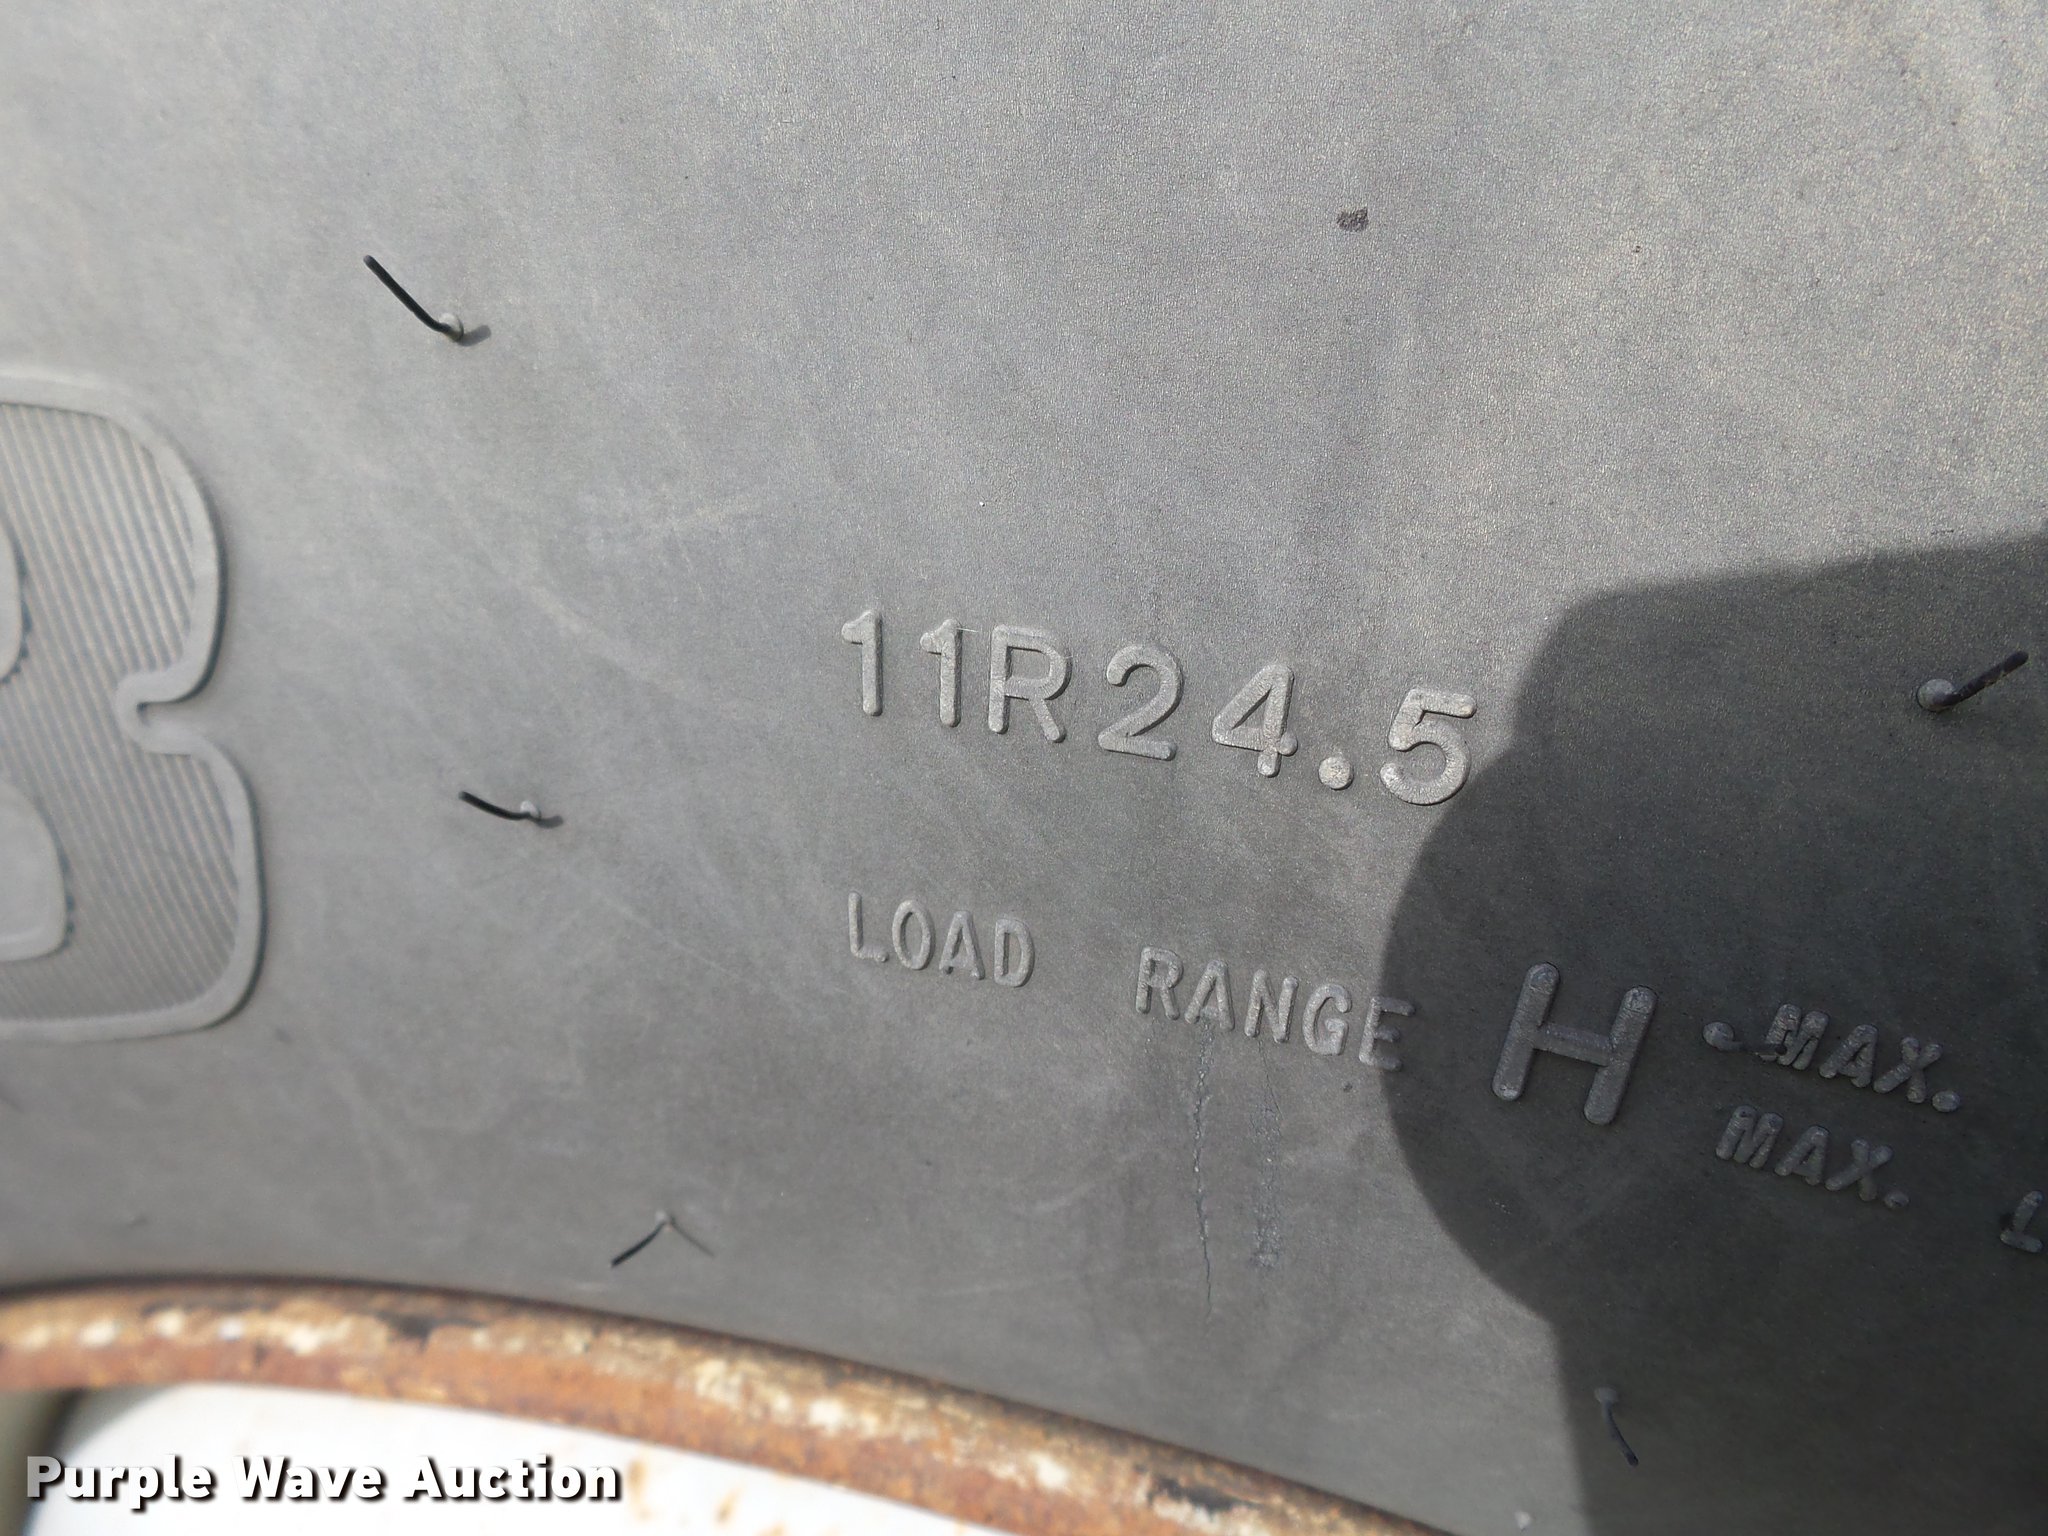 11R24.5
LOAD RANGE H • MAX.
MAX.
Purple Wave Auction